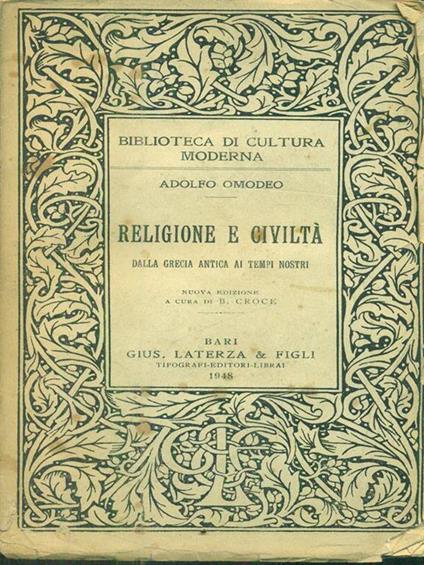 BIBLIOTECA DI CULTURA
MODERNA
ADOLFO OMODEO
RELIGIONE E CIVILTÀ
DALLA GRECIA ANTICA AI TEMPI NOSTRI
NUOVA EDIZIONE
A CURA DI B. CROCE
BARI
GIUS. LATERZA & FIGLI
TIPOGRAFI-EDITORI-LIBRAI
1948